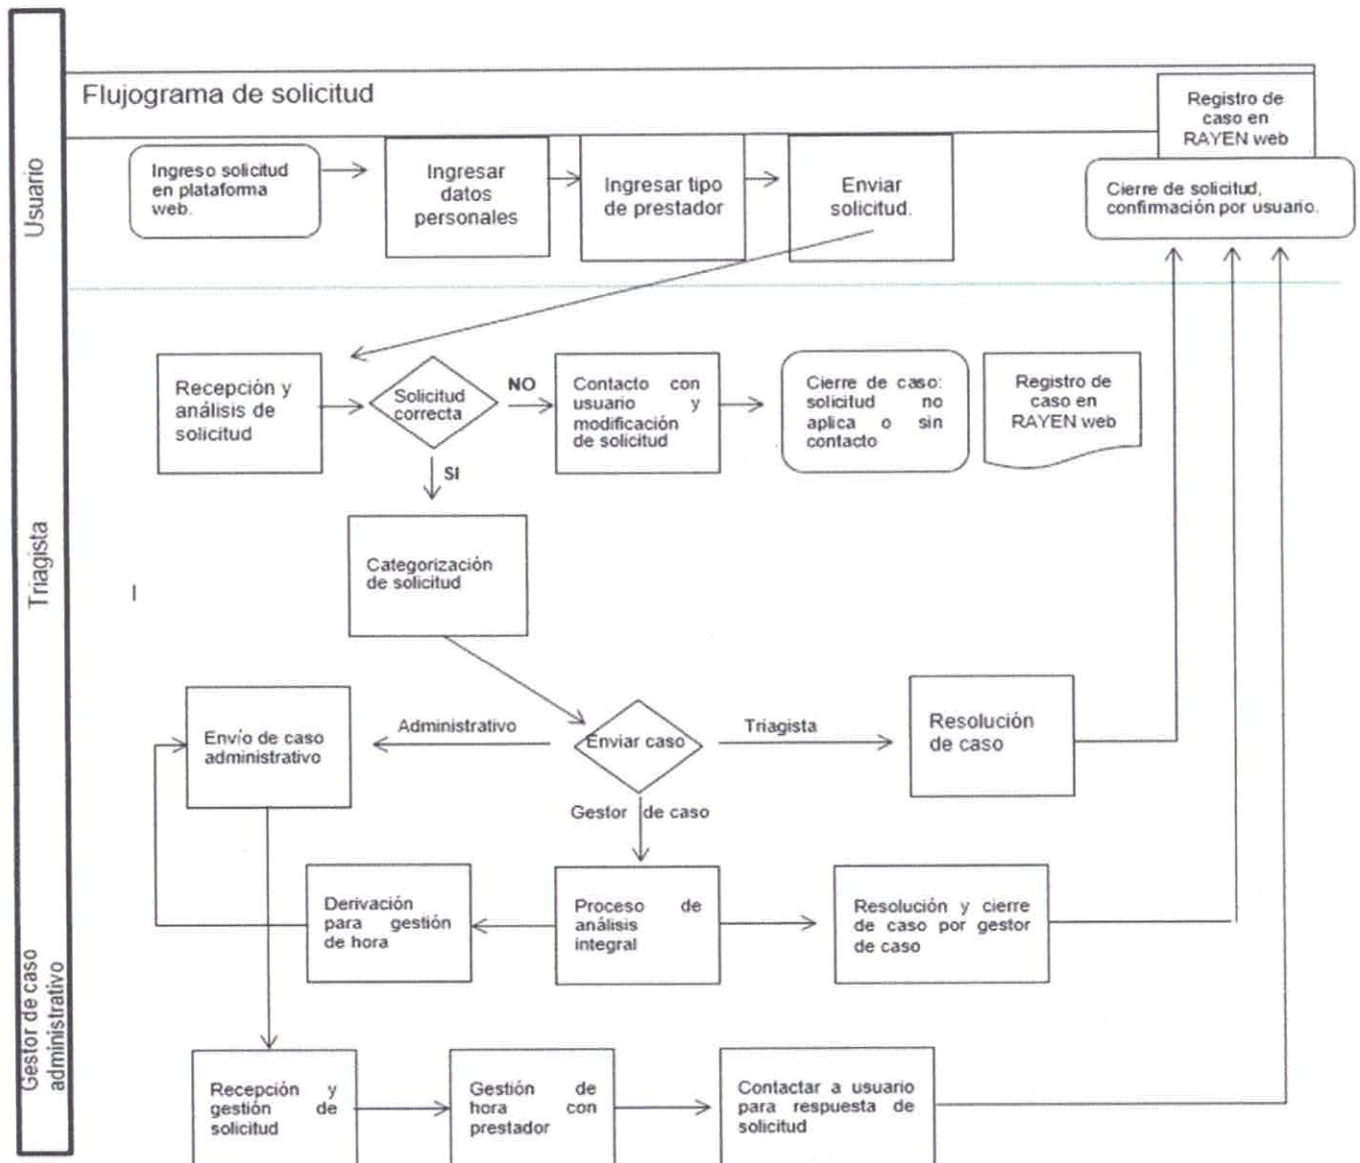 Flujograma de solicitud
Registro de
caso en
RAYEN web
Usuario
Ingreso solicitud
en plataforma
web.
Ingresar
datos
personales
Ingresar tipo
de prestador
Enviar
solicitud.
Cierre de solicitud,
confirmación por usuario.
Triagista
Recepción y
análisis de
solicitud
Solicitud
correcta
NO
Contacto con
usuario y
modificación
de solicitud
Cierre de caso:
solicitud no
aplica o sin
contacto
Registro de
caso en
RAYEN web
SI
Categorización
de solicitud
Envío de caso
administrativo
Administrativo
Enviar caso
Triagista
Resolución
de caso
Gestor de caso
Derivación
para gestión
de hora
Proceso de
análisis
integral
Resolución y cierre
de caso por gestor
de caso
Gestor de caso
administrativo
Recepción y
gestión de
solicitud
Gestión de
hora con
prestador
Contactar a usuario
para respuesta de
solicitud